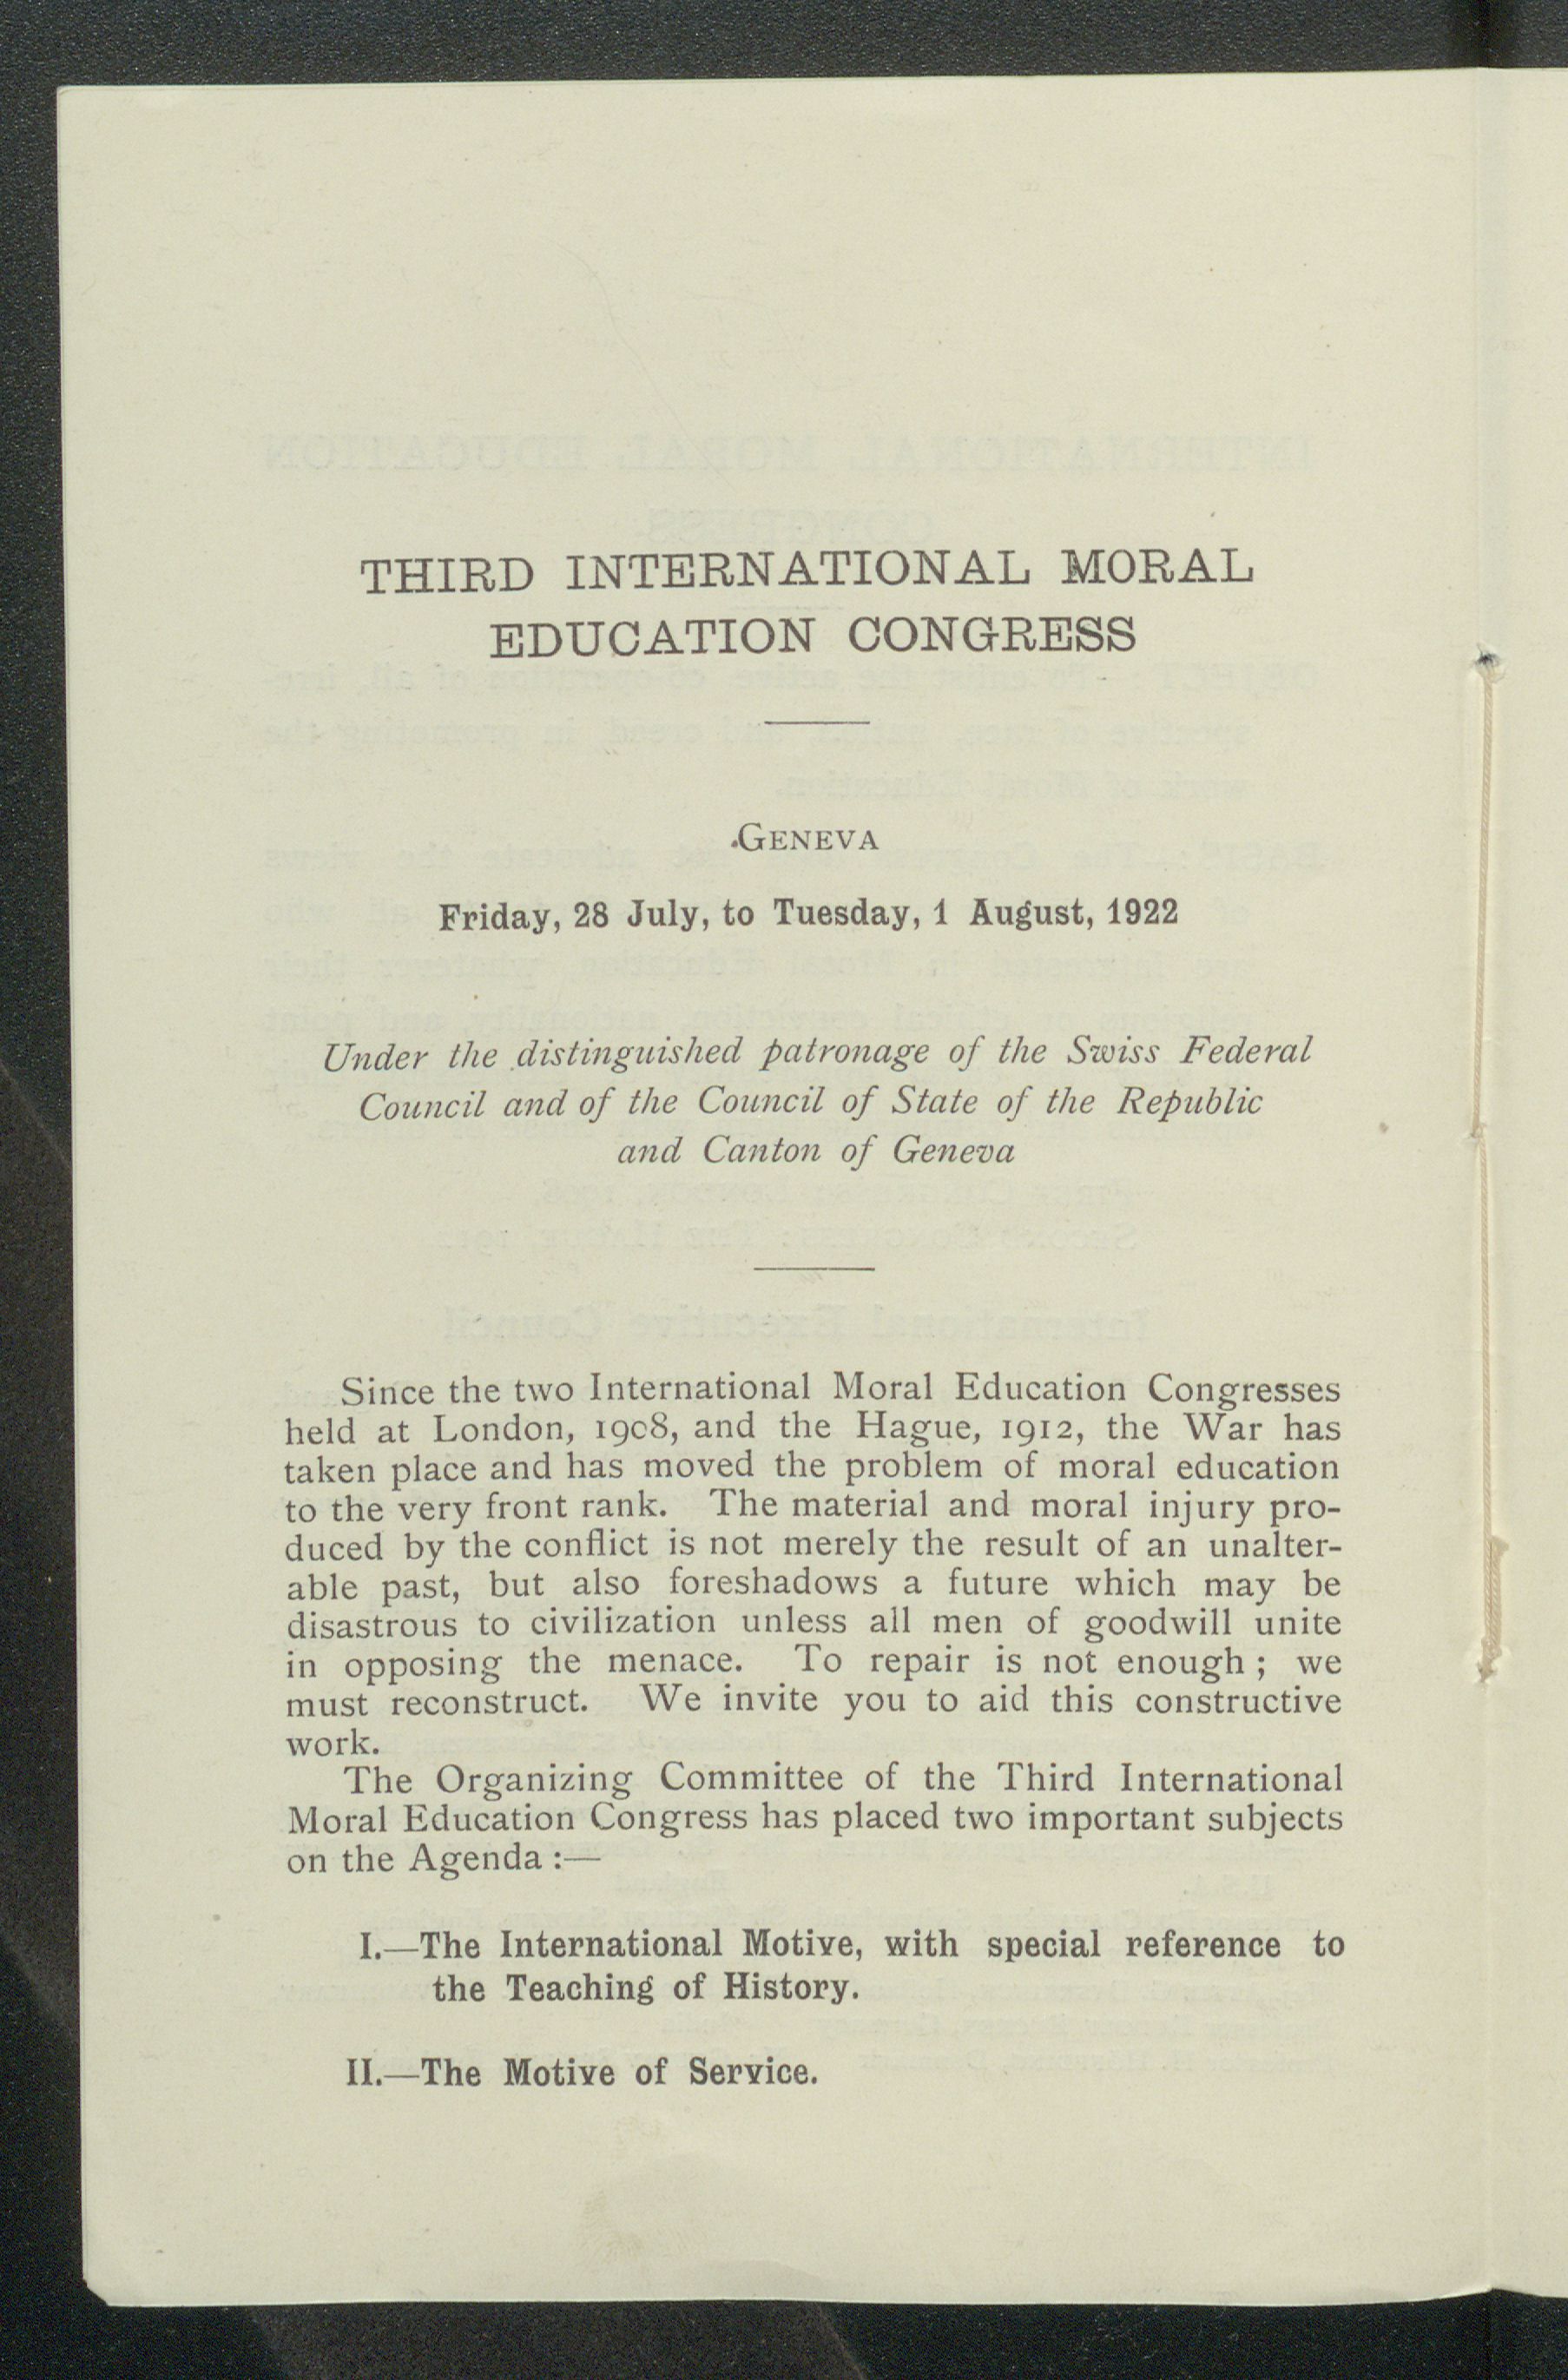 THIRD INTERNATIONAL MORAL
EDUCATION CONGRESS
GENEVA
Friday, 28 July, to Tuesday, 1 August, 1922
Under the distinguished patronage of the Swiss Federal
Council and of the Council of State of the Republic
and Canton of Geneva
Since the two International Moral Education Congresses
held at London, 1908, and the Hague, 1912, the War has
taken place and has moved the problem of moral education
to the very front rank. The material and moral injury pro-
duced by the conflict is not merely the result of an unalter-
able past, but also foreshadows a future which may be
disastrous to civilization unless all men of goodwill unite
in opposing the menace. To repair is not enough; we
must reconstruct. We invite you to aid this constructive
work.
The Organizing Committee of the Third International
Moral Education Congress has placed two important subjects
on the Agenda:—
I.—The International Motive, with special reference to
the Teaching of History.
II.—The Motive of Service.